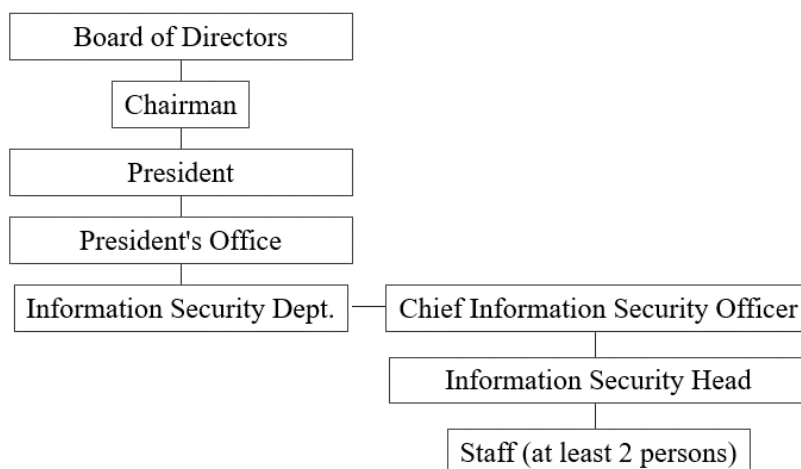 Board of Directors
Chairman
President
President's Office
Information Security Dept.
Chief Information Security Officer
Information Security Head
Staff (at least 2 persons)